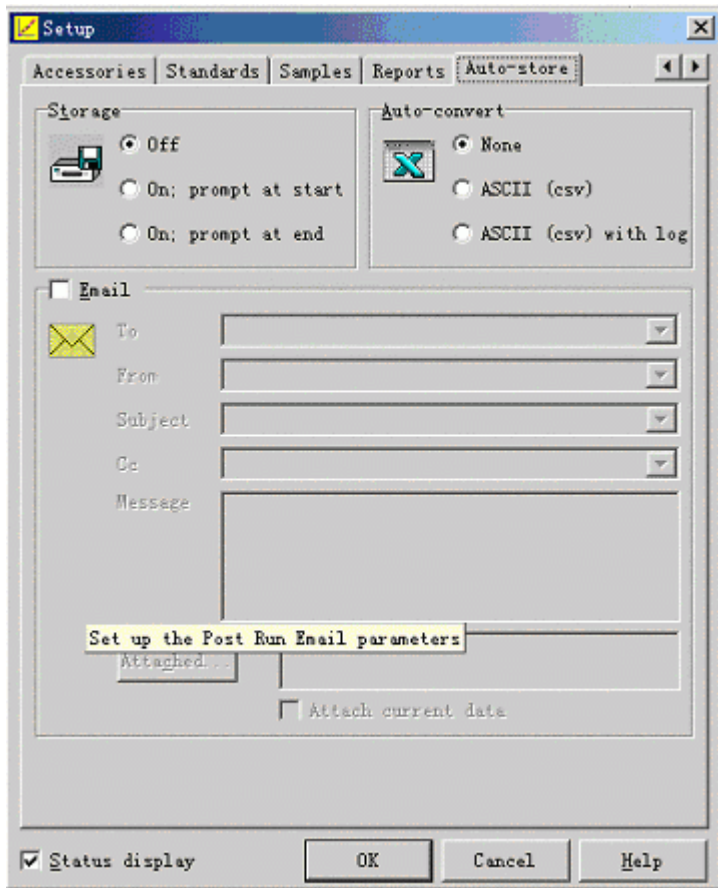 Setup
Accessories Standards Samples Reports Auto-store
Storage
Off
On; prompt at start
On; prompt at end
Auto-convert
None
ASCII (csv)
ASCII (csv) with log
Email
To
From
Subject
Cc
Message
Set up the Post Run Email parameters
Attached...
Attach current data
Status display
OK Cancel Help